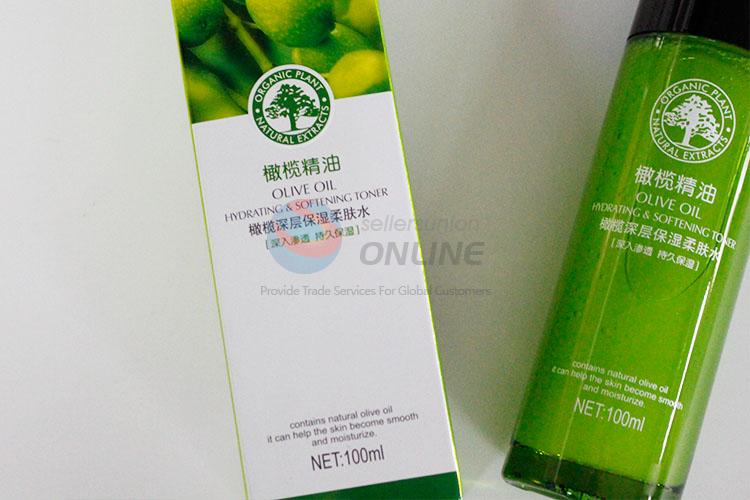 ORGANIC PLANT
NATURAL EXTRACTS
橄榄精油
OLIVE OIL
HYDRATING & SOFTENING TONER
橄榄深层保湿柔肤水
[深入渗透 持久保湿]
contains natural olive oil
it can help the skin become smooth
and moisturize.
NET:100ml
ORGANIC PLANT
NATURAL EXTRACTS
橄榄精油
OLIVE OIL
HYDRATING & SOFTENING TONER
橄榄深层保湿柔肤水
[深入渗透 持久保湿]
contains natural olive oil
it can help the skin become smooth
and moisturize.
NET:100ml
sellersunion
ONLINE
Provide Trade Services For Global Customers